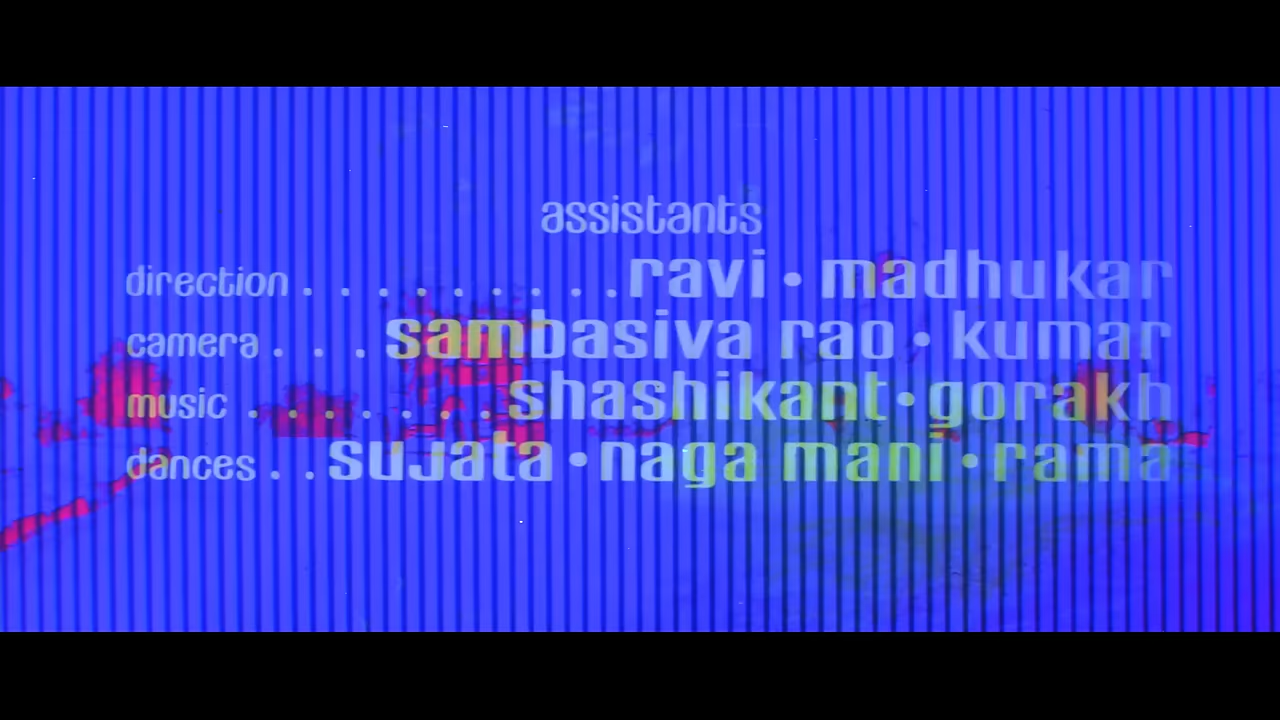 assistants
direction . . . . . . . . . ravi • madhukar
camera . . . sambasiva rao • kumar
music . . . . . . . shashikant • gorakh
dances . . sujata • naga mani • rama